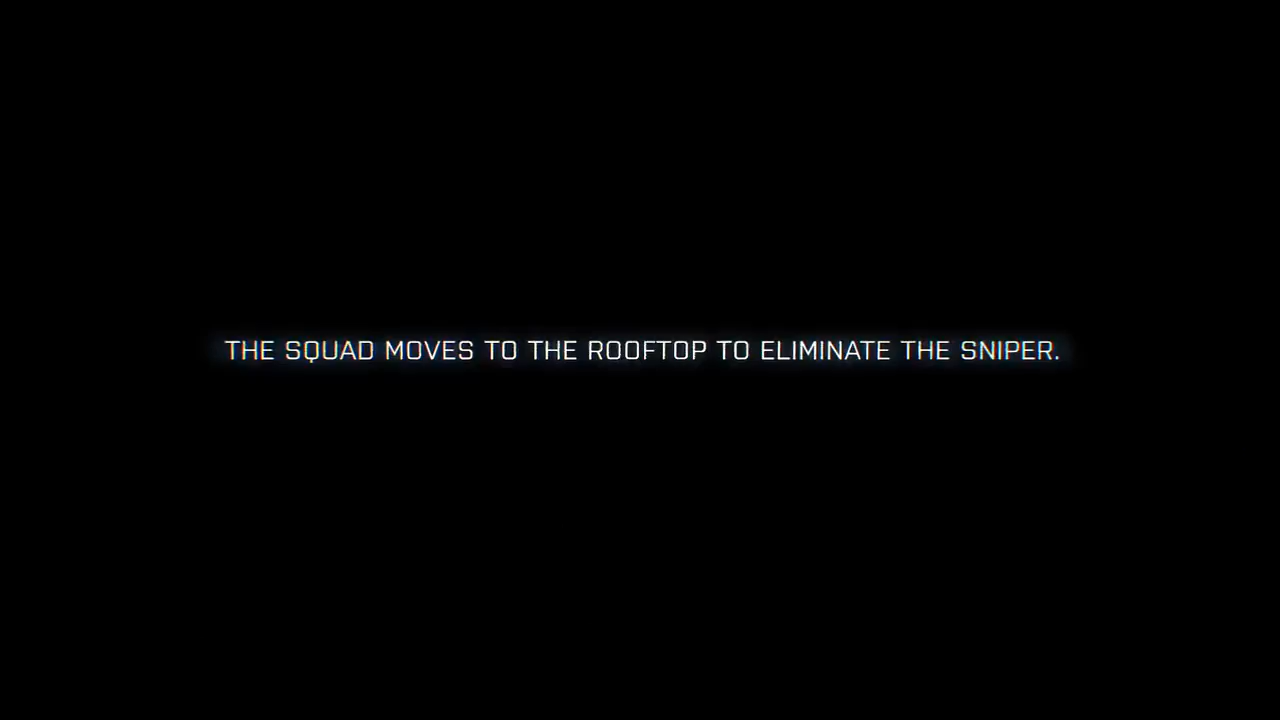 THE SQUAD MOVES TO THE ROOFTOP TO ELIMINATE THE SNIPER.